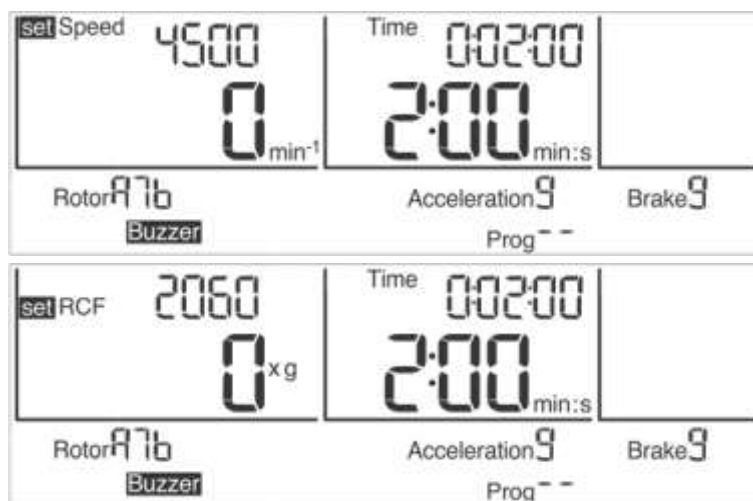 set Speed 4500 Time 0:02:00
0 min-1 2:00 min:s
Rotor A7b Acceleration 9 Brake 9
Buzzer Prog --
set RCF 2060 Time 0:02:00
0 x g 2:00 min:s
Rotor A7b Acceleration 9 Brake 9
Buzzer Prog --